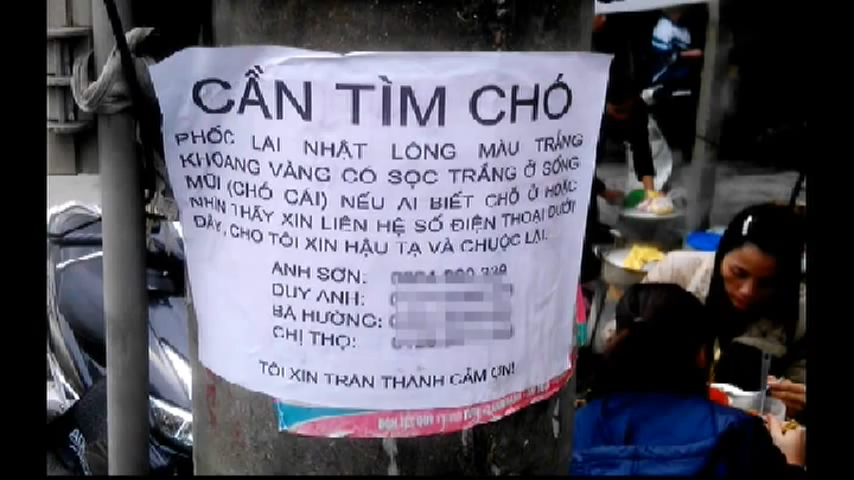 CẦN TÌM CHÓ
PHỐC LAI NHẬT LÔNG MÀU TRẮNG
KHOANG VÀNG CÓ SỌC TRẮNG Ở SỐNG
MŨI (CHÓ CÁI) NẾU AI BIẾT CHỖ Ở HOẶC
NHÌN THẤY XIN LIÊN HỆ SỐ ĐIỆN THOẠI DƯỚI
ĐÂY, CHO TÔI XIN HẬU TẠ VÀ CHUỘC LẠI.
ANH SƠN:
DUY ANH:
BA HƯỜNG:
CHỊ THỌ:
TÔI XIN TRÂN THÀNH CẢM ƠN!